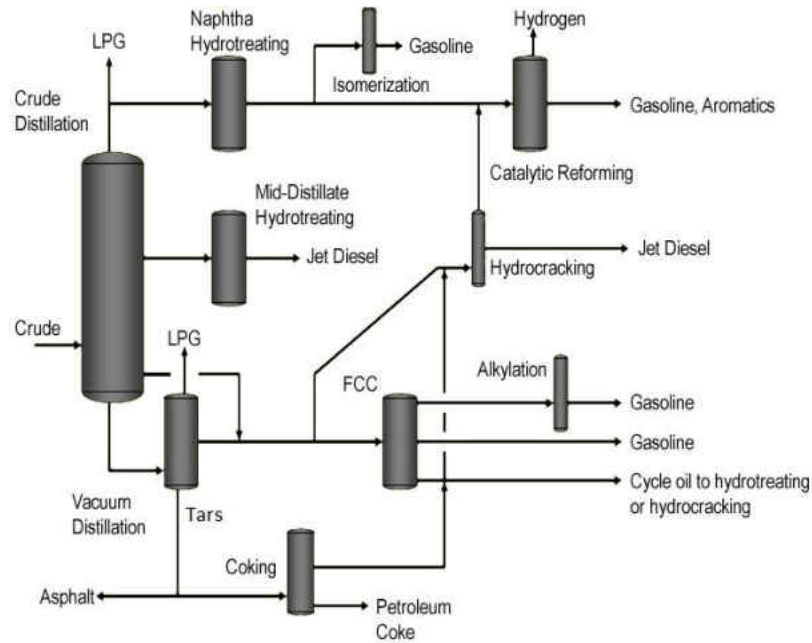 LPG
Naphtha
Hydrotreating
Hydrogen
Gasoline
Isomerization
Crude
Distillation
Gasoline, Aromatics
Catalytic Reforming
Mid-Distillate
Hydrotreating
Jet Diesel
Jet Diesel
Hydrocracking
Crude
LPG
FCC
Alkylation
Gasoline
Gasoline
Cycle oil to hydrotreating
or hydrocracking
Vacuum
Distillation
Tars
Coking
Asphalt
Petroleum
Coke